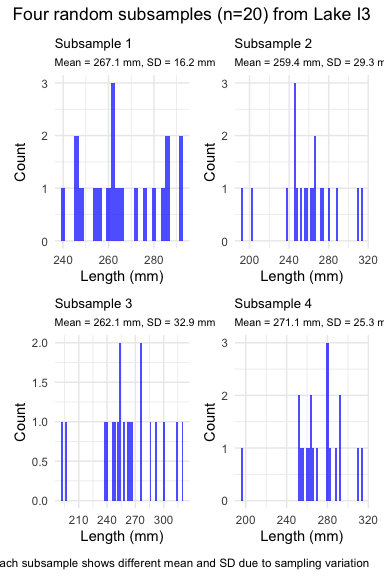 Four random subsamples (n=20) from Lake I3
Subsample 1
Mean = 267.1 mm, SD = 16.2 mm
3
2
1
0
Count
240 260 280
Length (mm)
Subsample 2
Mean = 259.4 mm, SD = 29.3 m
3
2
1
0
Count
200 240 280 320
Length (mm)
Subsample 3
Mean = 262.1 mm, SD = 32.9 mm
2.0
1.5
1.0
0.5
0.0
Count
210 240 270 300
Length (mm)
Subsample 4
Mean = 271.1 mm, SD = 25.3 m
3
2
1
0
Count
200 240 280 320
Length (mm)
ach subsample shows different mean and SD due to sampling variation